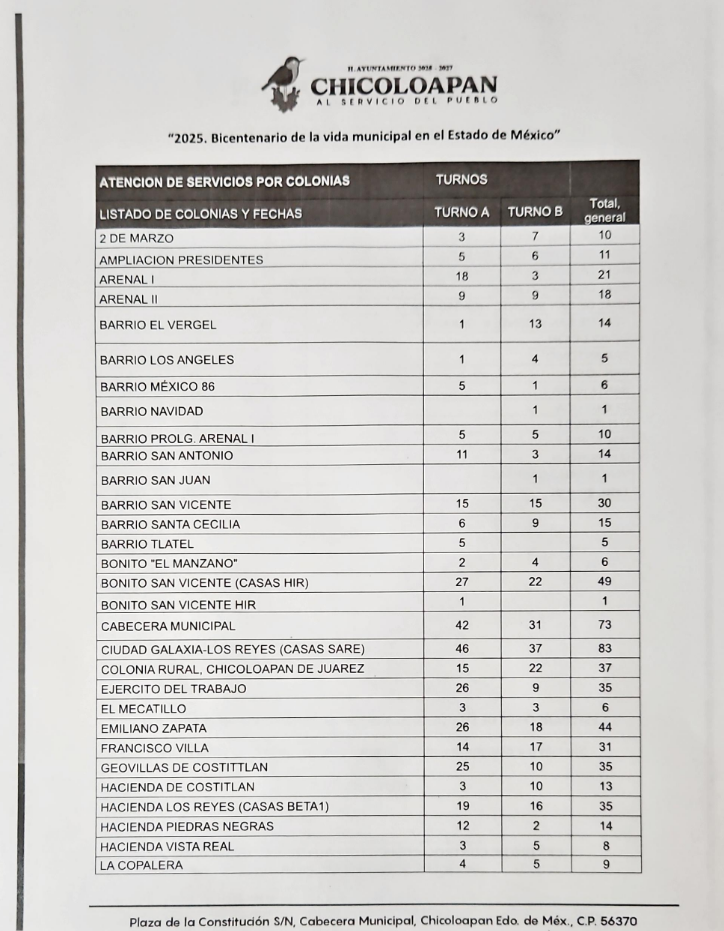 H. AYUNTAMIENTO 2025 - 2027
CHICOLOAPAN
AL SERVICIO DEL PUEBLO
"2025. Bicentenario de la vida municipal en el Estado de México"
ATENCION DE SERVICIOS POR COLONIAS TURNOS
LISTADO DE COLONIAS Y FECHAS TURNO A TURNO B Total, general
2 DE MARZO 3 7 10
AMPLIACION PRESIDENTES 5 6 11
ARENAL I 18 3 21
ARENAL II 9 9 18
BARRIO EL VERGEL 1 13 14
BARRIO LOS ANGELES 1 4 5
BARRIO MÉXICO 86 5 1 6
BARRIO NAVIDAD 1 1
BARRIO PROLG. ARENAL I 5 5 10
BARRIO SAN ANTONIO 11 3 14
BARRIO SAN JUAN 1 1
BARRIO SAN VICENTE 15 15 30
BARRIO SANTA CECILIA 6 9 15
BARRIO TLATEL 5 5
BONITO "EL MANZANO" 2 4 6
BONITO SAN VICENTE (CASAS HIR) 27 22 49
BONITO SAN VICENTE HIR 1 1
CABECERA MUNICIPAL 42 31 73
CIUDAD GALAXIA-LOS REYES (CASAS SARE) 46 37 83
COLONIA RURAL, CHICOLOAPAN DE JUAREZ 15 22 37
EJERCITO DEL TRABAJO 26 9 35
EL MECATILLO 3 3 6
EMILIANO ZAPATA 26 18 44
FRANCISCO VILLA 14 17 31
GEOVILLAS DE COSTITTLAN 25 10 35
HACIENDA DE COSTITLAN 3 10 13
HACIENDA LOS REYES (CASAS BETA1) 19 16 35
HACIENDA PIEDRAS NEGRAS 12 2 14
HACIENDA VISTA REAL 3 5 8
LA COPALERA 4 5 9
Plaza de la Constitución S/N, Cabecera Municipal, Chicoloapan Edo. de Méx., C.P. 56370